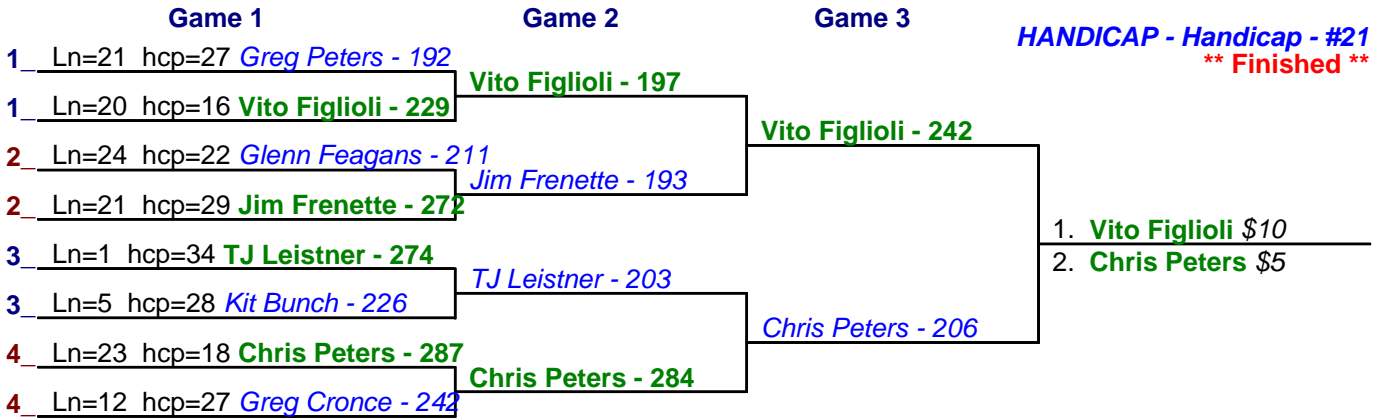 Game 1 Game 2 Game 3
HANDICAP - Handicap - #21
** Finished **
1_ Ln=21 hcp=27 Greg Peters - 192
Vito Figlioli - 197
1_ Ln=20 hcp=16 Vito Figlioli - 229
Vito Figlioli - 242
2_ Ln=24 hcp=22 Glenn Feagans - 211
Jim Frenette - 193
2_ Ln=21 hcp=29 Jim Frenette - 272
1. Vito Figlioli $10
2. Chris Peters $5
3_ Ln=1 hcp=34 TJ Leistner - 274
TJ Leistner - 203
3_ Ln=5 hcp=28 Kit Bunch - 226
Chris Peters - 206
4_ Ln=23 hcp=18 Chris Peters - 287
Chris Peters - 284
4_ Ln=12 hcp=27 Greg Cronce - 242